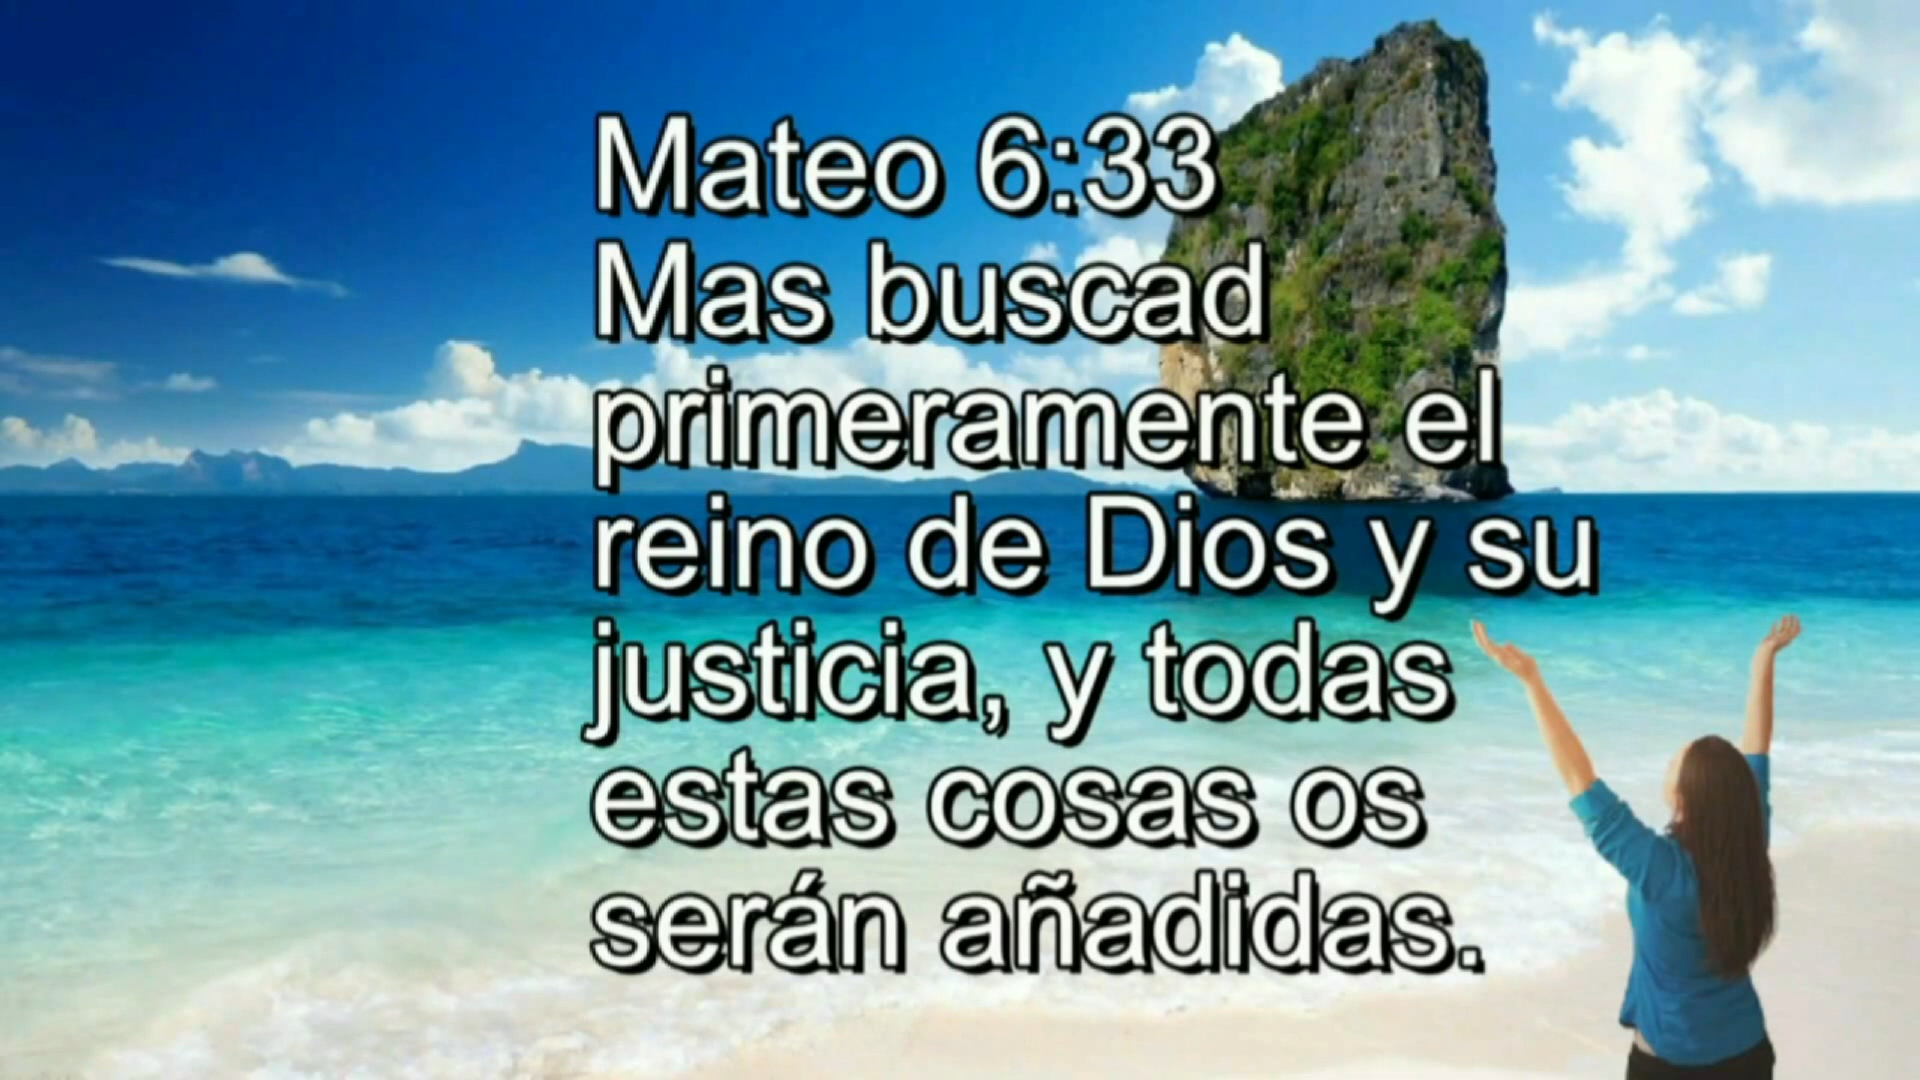 Mateo 6:33
Mas buscad
primeramente el
reino de Dios y su
justicia, y todas
estas cosas os
serán añadidas.